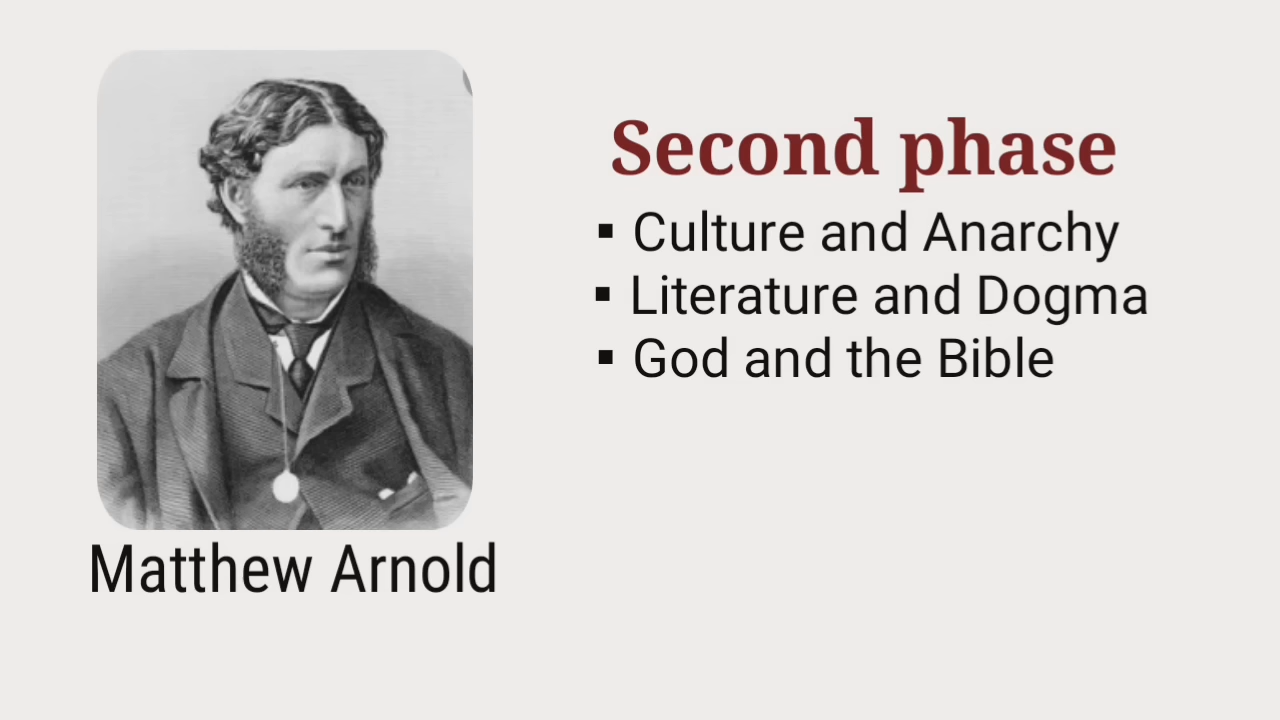 Second phase
▪ Culture and Anarchy
▪ Literature and Dogma
▪ God and the Bible
Matthew Arnold